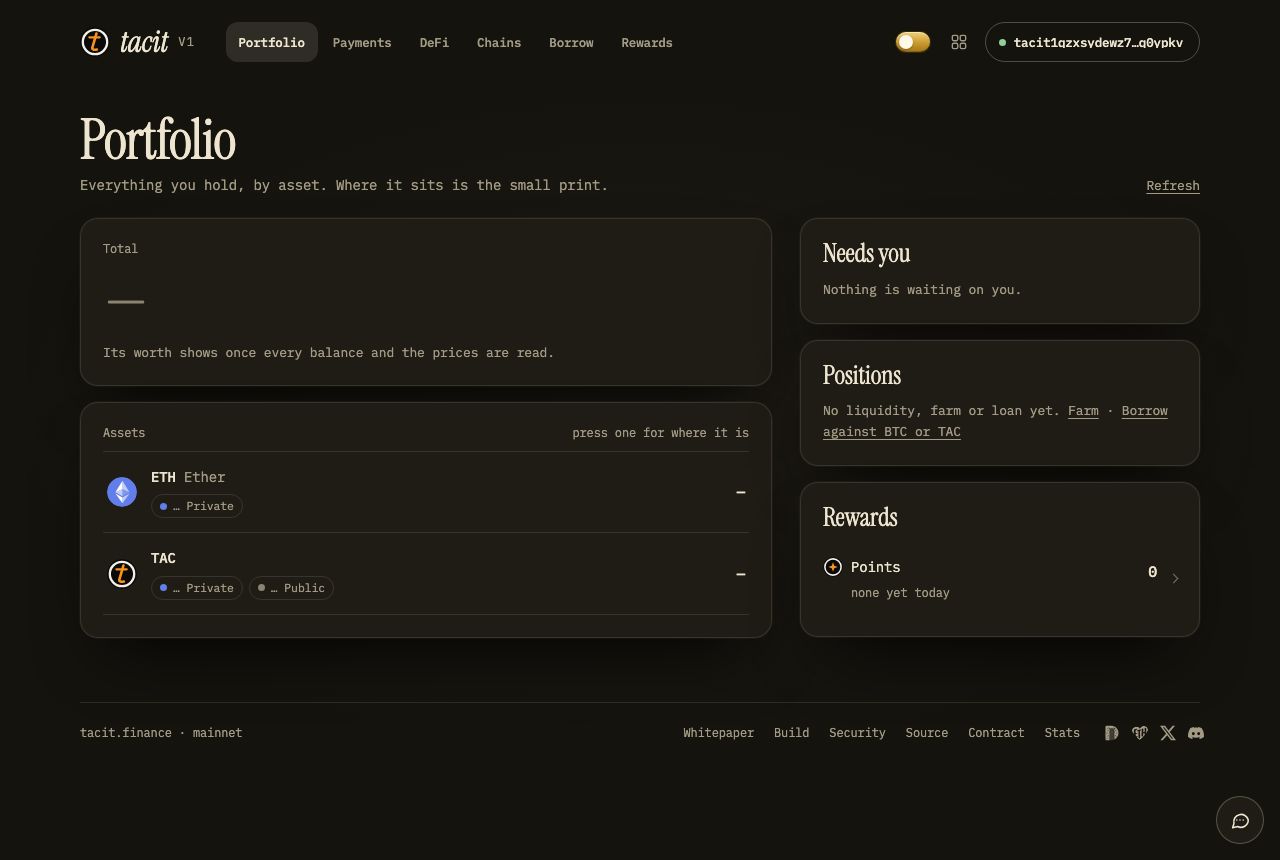 tacit V1
Portfolio
Payments
DeFi
Chains
Borrow
Rewards
tacit1qzxsydewz7…q0ypkv
Portfolio
Everything you hold, by asset. Where it sits is the small print.
Refresh
Total
—
Its worth shows once every balance and the prices are read.
Assets
press one for where it is
ETH Ether
–
… Private
TAC
–
… Private
… Public
Needs you
Nothing is waiting on you.
Positions
No liquidity, farm or loan yet. Farm · Borrow
against BTC or TAC
Rewards
Points
0
none yet today
tacit.finance · mainnet
Whitepaper
Build
Security
Source
Contract
Stats